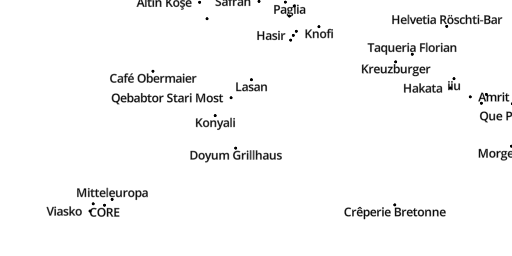 Altın Köşe
Safran
Paglia
Helvetia Röschti-Bar
Hasir
Knofi
Taqueria Florian
Kreuzburger
Café Obermaier
Lasan
Hakata
Qebabtor Stari Most
Amrit
Que P
Konyali
Doyum Grillhaus
Morge
Mitteleuropa
Viasko
CORE
Crêperie Bretonne